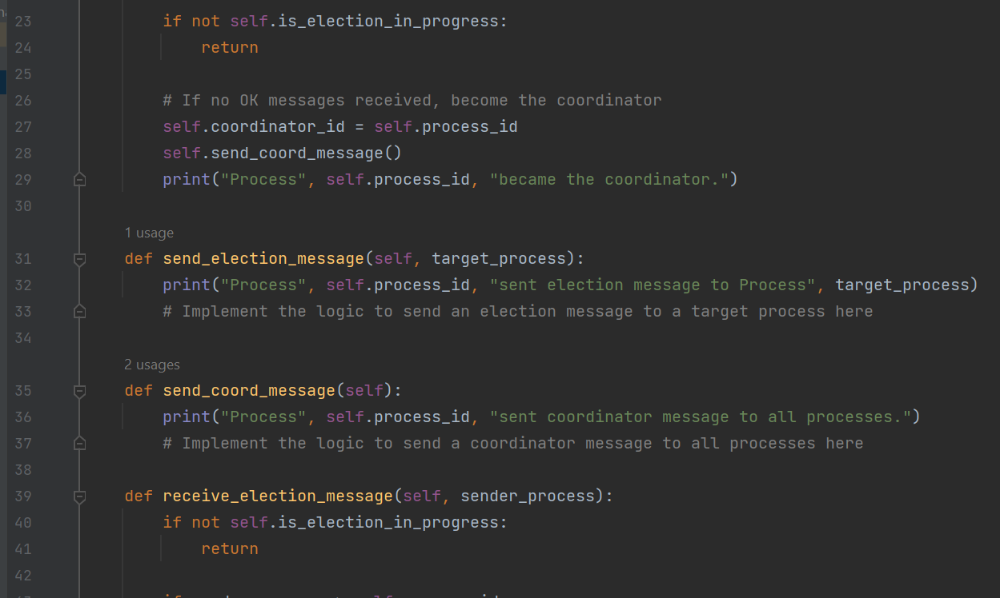 23 if not self.is_election_in_progress:
24 return
25
26 # If no OK messages received, become the coordinator
27 self.coordinator_id = self.process_id
28 self.send_coord_message()
29 print("Process", self.process_id, "became the coordinator.")
30
1 usage
31 def send_election_message(self, target_process):
32 print("Process", self.process_id, "sent election message to Process", target_process)
33 # Implement the logic to send an election message to a target process here
34
2 usages
35 def send_coord_message(self):
36 print("Process", self.process_id, "sent coordinator message to all processes.")
37 # Implement the logic to send a coordinator message to all processes here
38
39 def receive_election_message(self, sender_process):
40 if not self.is_election_in_progress:
41 return
42